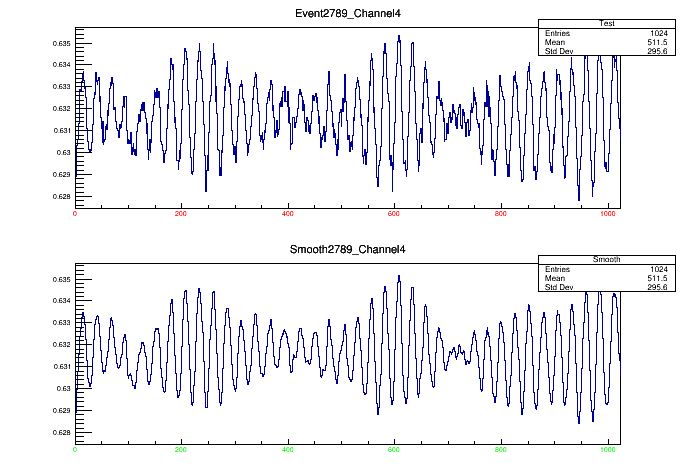 Event2789_Channel4
Test
Entries 1024
Mean 511.5
Std Dev 295.6
0.635
0.634
0.633
0.632
0.631
0.63
0.629
0.628
0 200 400 600 800 1000
Smooth2789_Channel4
Smooth
Entries 1024
Mean 511.5
Std Dev 295.6
0.635
0.634
0.633
0.632
0.631
0.63
0.629
0.628
0 200 400 600 800 1000